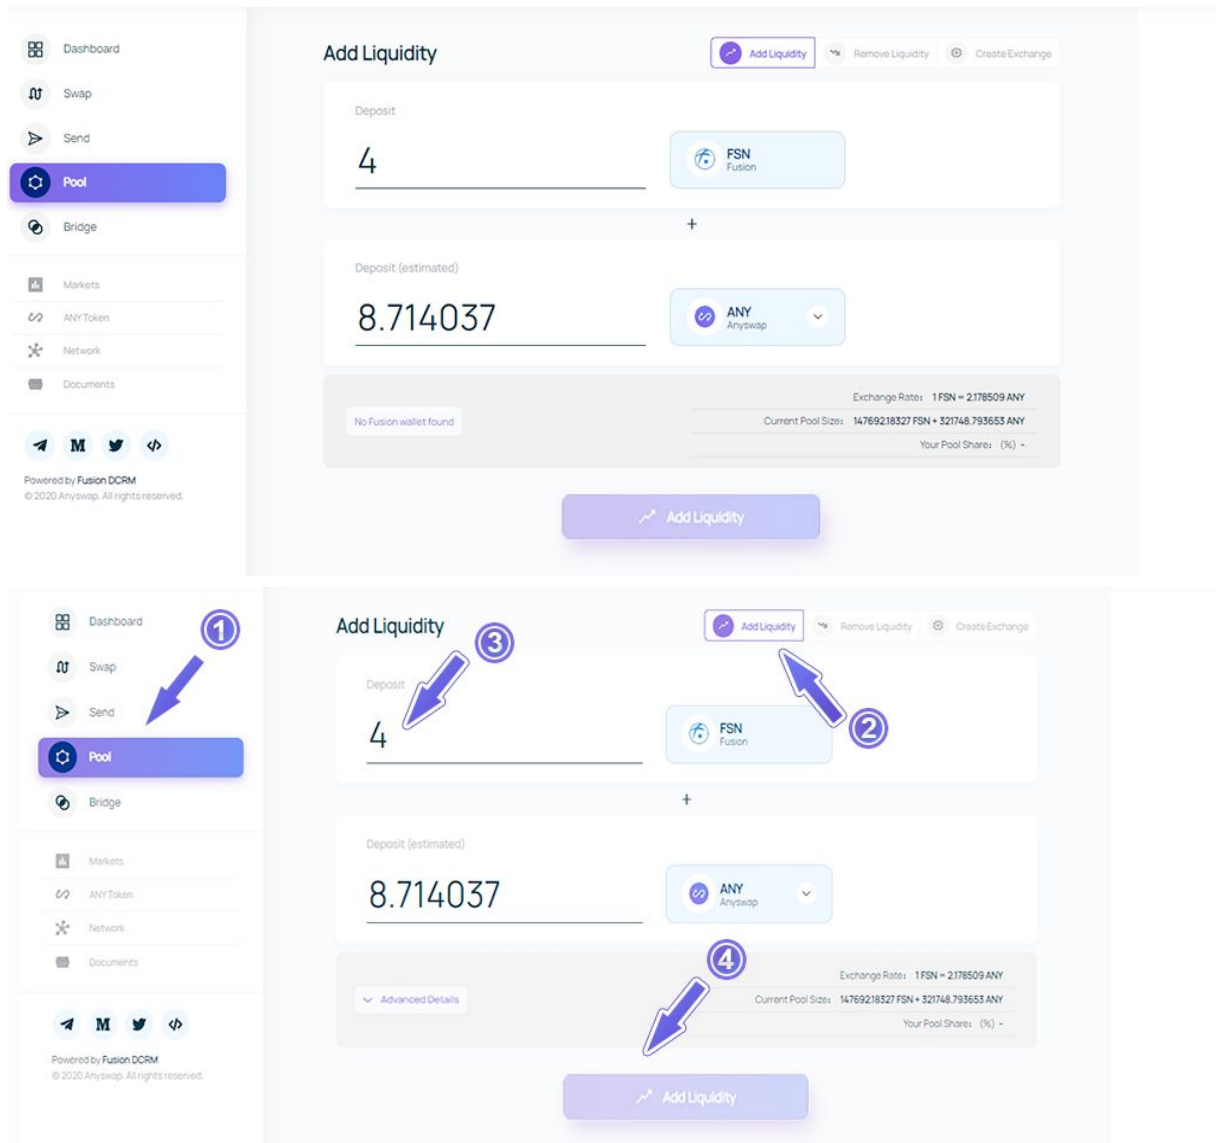 Dashboard
Swap
Send
Pool
Bridge
Markets
ANY Token
Network
Documents
M
Powered by Fusion DCRM
© 2020 Anyswap. All rights reserved.
Add Liquidity
Add Liquidity
Remove Liquidity
Create Exchange
Deposit
4
FSN
Fusion
+
Deposit (estimated)
8.714037
ANY
Anyswap
No Fusion wallet found
Exchange Rate: 1 FSN = 2.178509 ANY
Current Pool Size: 147692.18327 FSN + 321748.793653 ANY
Your Pool Share: (%) -
Add Liquidity
Dashboard
1
Swap
Send
Pool
Bridge
Markets
ANY Token
Network
Documents
M
Powered by Fusion DCRM
© 2020 Anyswap. All rights reserved.
Add Liquidity
3
Add Liquidity
Remove Liquidity
Create Exchange
2
Deposit
4
FSN
Fusion
+
Deposit (estimated)
8.714037
ANY
Anyswap
4
Advanced Details
Exchange Rate: 1 FSN = 2.178509 ANY
Current Pool Size: 147692.18327 FSN + 321748.793653 ANY
Your Pool Share: (%) -
Add Liquidity